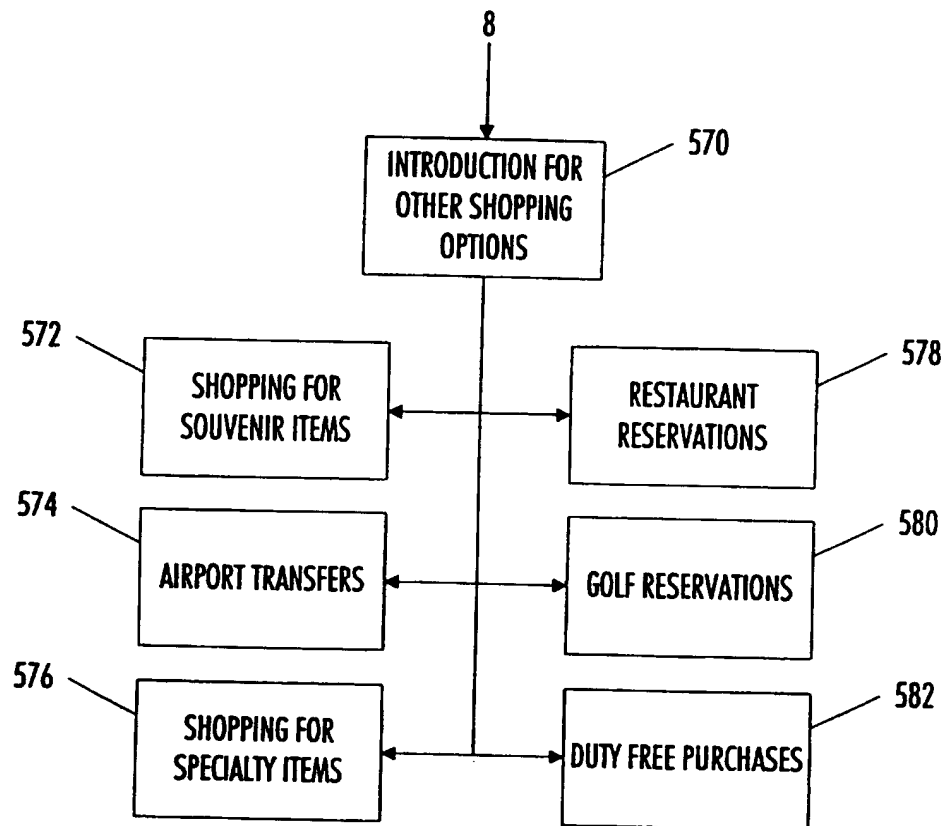 8
570
INTRODUCTION FOR
OTHER SHOPPING
OPTIONS
572
SHOPPING FOR
SOUVENIR ITEMS
578
RESTAURANT
RESERVATIONS
574
AIRPORT TRANSFERS
580
GOLF RESERVATIONS
576
SHOPPING FOR
SPECIALTY ITEMS
582
DUTY FREE PURCHASES